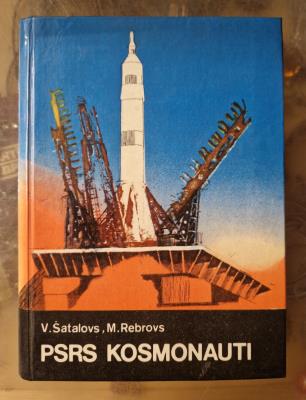 V. Šatalovs, M. Rebrovs
PSRS KOSMONAUTI